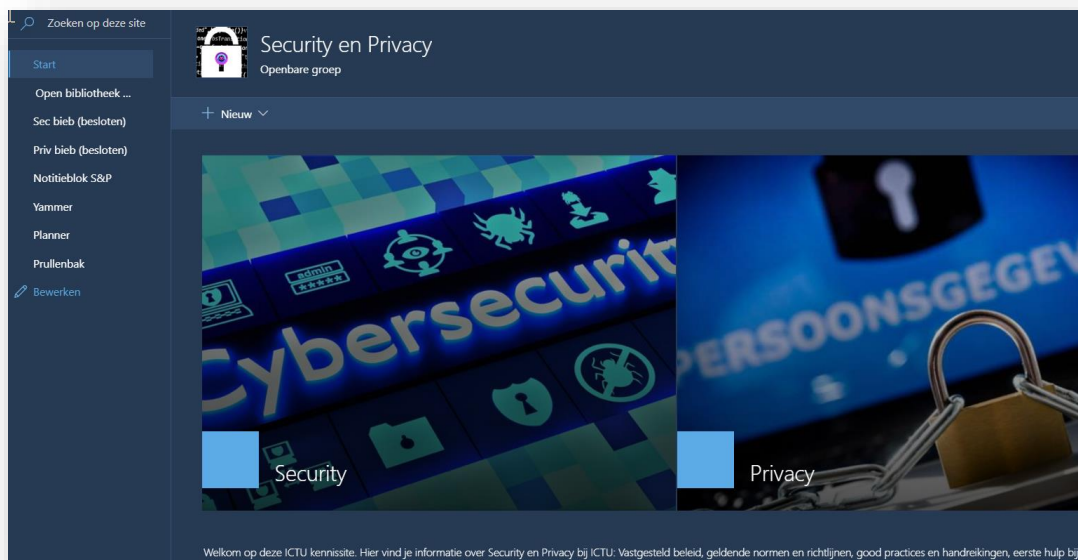 Zoeken op deze site
Start
Open bibliotheek ...
Sec bieb (besloten)
Priv bieb (besloten)
Notitieblok S&P
Yammer
Planner
Prullenbak
Bewerken
Security en Privacy
Openbare groep
+ Nieuw
admin
*****
Cybersecurit
PERSOONSGEGEV
Security
Privacy
Welkom op deze ICTU kennissite. Hier vind je informatie over Security en Privacy bij ICTU: Vastgesteld beleid, geldende normen en richtlijnen, good practices en handreikingen, eerste hulp bij